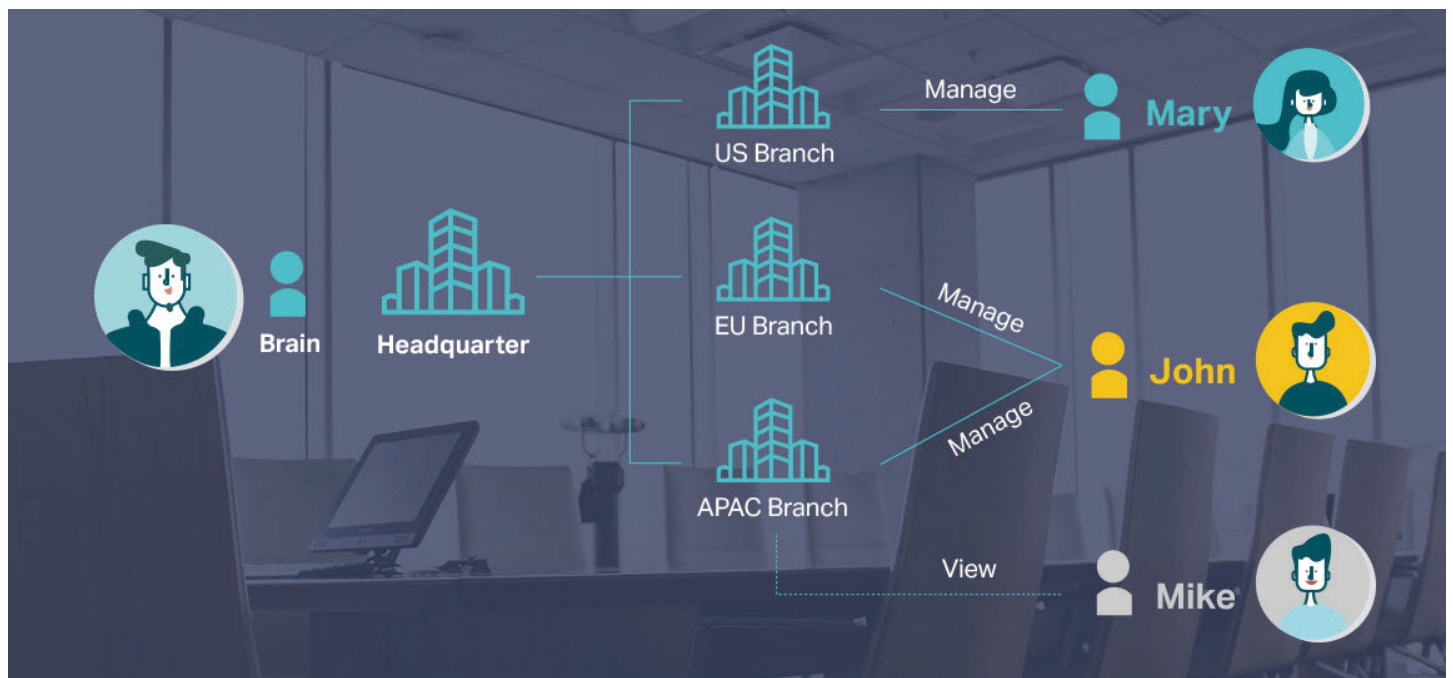 Manage
Mary
US Branch
Brain
Headquarter
EU Branch
Manage
John
Manage
APAC Branch
View
Mike